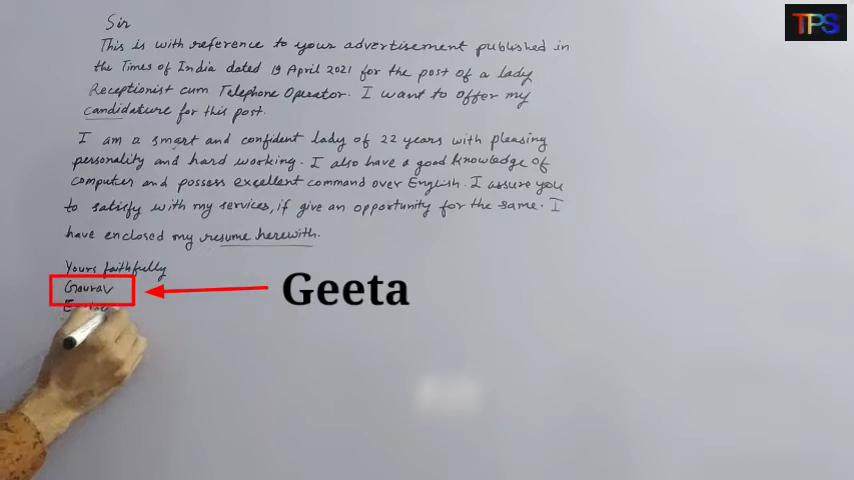 TPS
Sir
This is with reference to your advertisement published in
the Times of India dated 19 April 2021 for the post of a lady
Receptionist cum Telephone Operator. I want to offer my
candidature for this post.
I am a smart and confident lady of 22 years with pleasing
personality and hard working. I also have a good knowledge of
computer and possess excellent command over English. I assure you
to satisfy with my services, if give an opportunity for the same. I
have enclosed my resume herewith.
Yours faithfully
Gaurav
Geeta